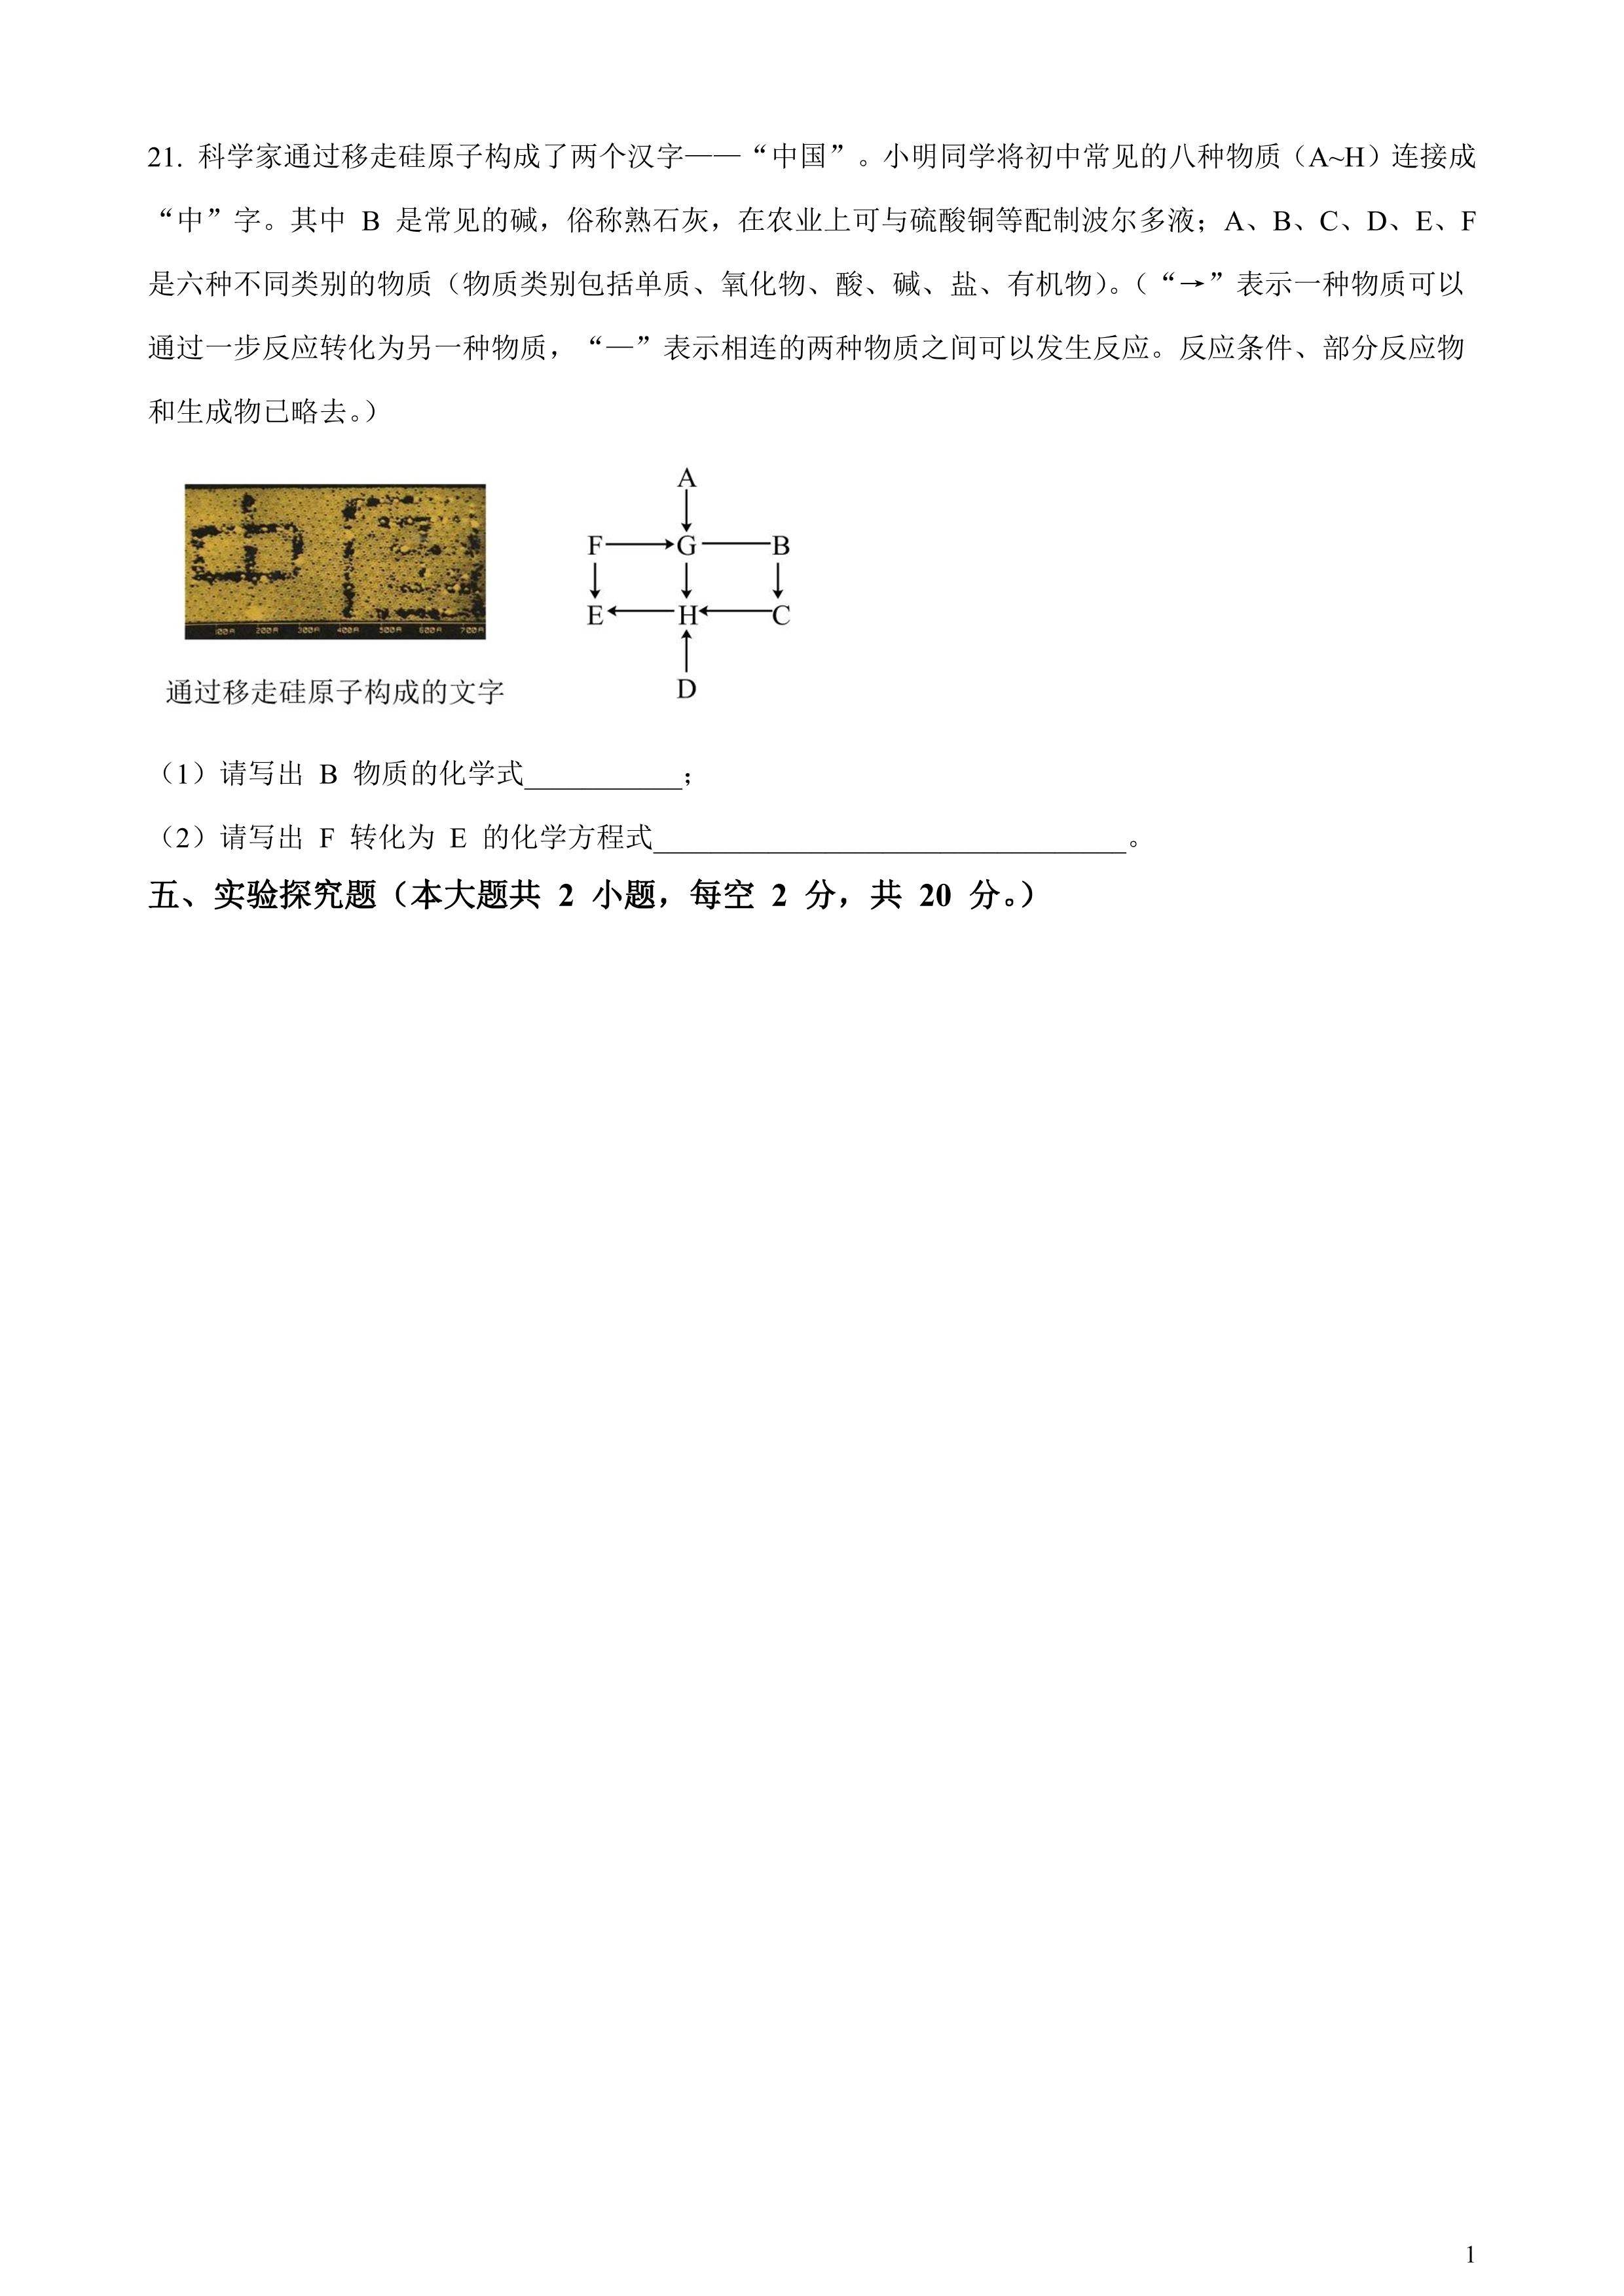 21. 科学家通过移走硅原子构成了两个汉字——“中国”。小明同学将初中常见的八种物质（A~H）连接成
“中”字。其中 B 是常见的碱，俗称熟石灰，在农业上可与硫酸铜等配制波尔多液；A、B、C、D、E、F
是六种不同类别的物质（物质类别包括单质、氧化物、酸、碱、盐、有机物）。（“→”表示一种物质可以
通过一步反应转化为另一种物质，“—”表示相连的两种物质之间可以发生反应。反应条件、部分反应物
和生成物已略去。）
A
F G B
E H C
D
100A 200A 300A 400A 500A 600A 700A
通过移走硅原子构成的文字
（1）请写出 B 物质的化学式___________；
（2）请写出 F 转化为 E 的化学方程式_________________________________。
五、实验探究题（本大题共 2 小题，每空 2 分，共 20 分。）
1